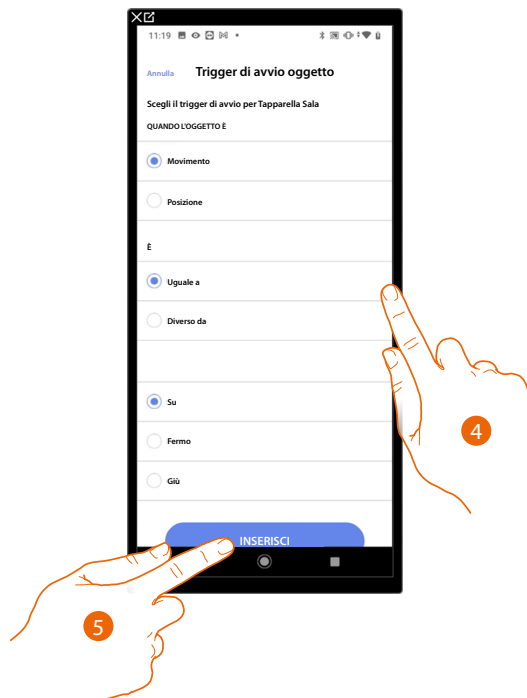 11:19
Annulla Trigger di avvio oggetto
Scegli il trigger di avvio per Tapparella Sala
QUANDO L'OGGETTO È
Movimento
Posizione
È
Uguale a
Diverso da
Su
Fermo
Giù
INSERISCI
4
5